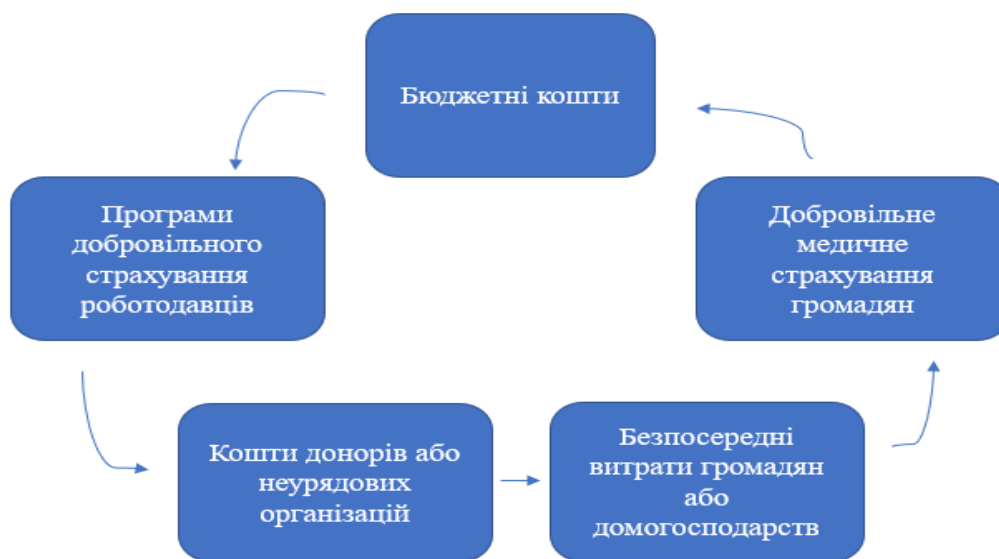 Бюджетні кошти
Програми
добровільного
страхування
роботодавців
Добровільне
медичне
страхування
громадян
Кошти донорів або
неурядових
організацій
Безпосередні
витрати громадян
або
домогосподарств